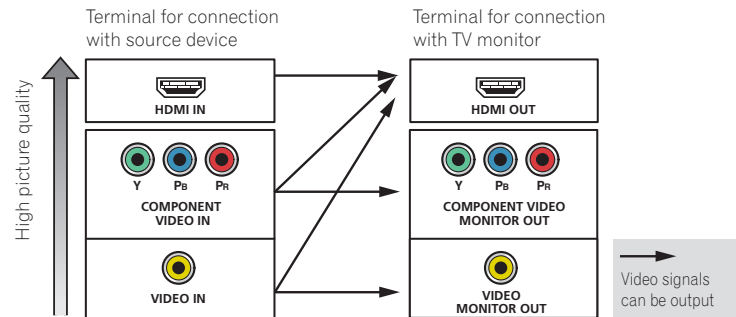 Terminal for connection
with source device
Terminal for connection
with TV monitor
High picture quality
HDMI IN
HDMI OUT
Y PB PR
COMPONENT
VIDEO IN
Y PB PR
COMPONENT VIDEO
MONITOR OUT
VIDEO IN
VIDEO
MONITOR OUT
Video signals
can be output